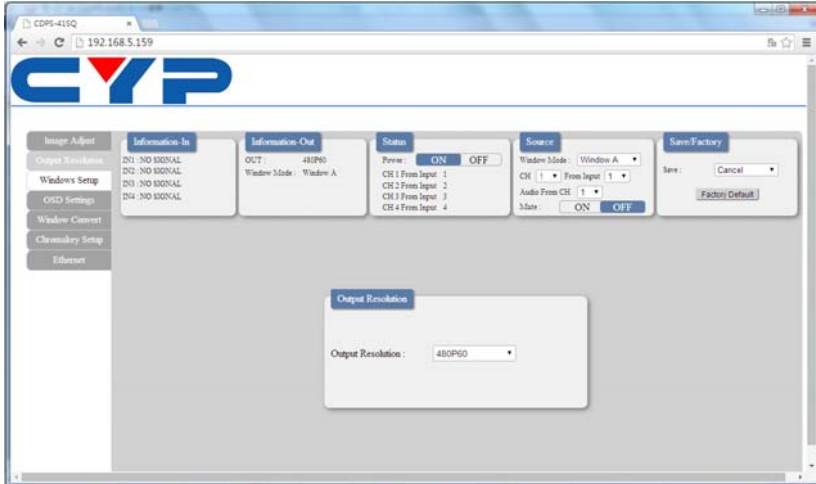 CDPS-41SQ
192.168.5.159
CYP
Image Adjust
Output Resolution
Windows Setup
OSD Settings
Window Convert
Chromakey Setup
Ethernet
Information-In
IN1 : NO SIGNAL
IN2 : NO SIGNAL
IN3 : NO SIGNAL
IN4 : NO SIGNAL
Information-Out
OUT : 480P60
Window Mode : Window A
Status
Power : ON OFF
CH 1 From Input 1
CH 2 From Input 2
CH 3 From Input 3
CH 4 From Input 4
Source
Window Mode : Window A
CH 1 From Input 1
Audio From CH 1
Mute : ON OFF
Save/Factory
Save : Cancel
Factory Default
Output Resolution
Output Resolution : 480P60